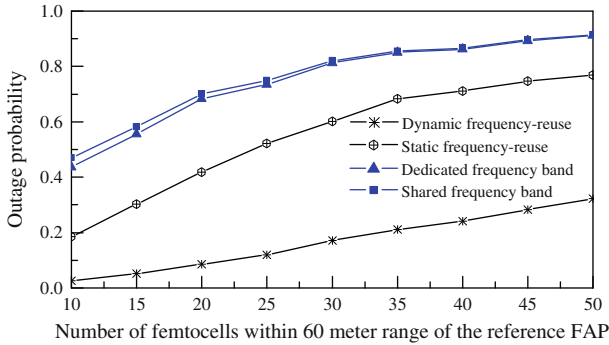 Outage probability
1.0
0.8
0.6
0.4
0.2
0.0
Dynamic frequency-reuse
Static frequency-reuse
Dedicated frequency band
Shared frequency band
10 15 20 25 30 35 40 45 50
Number of femtocells within 60 meter range of the reference FAP